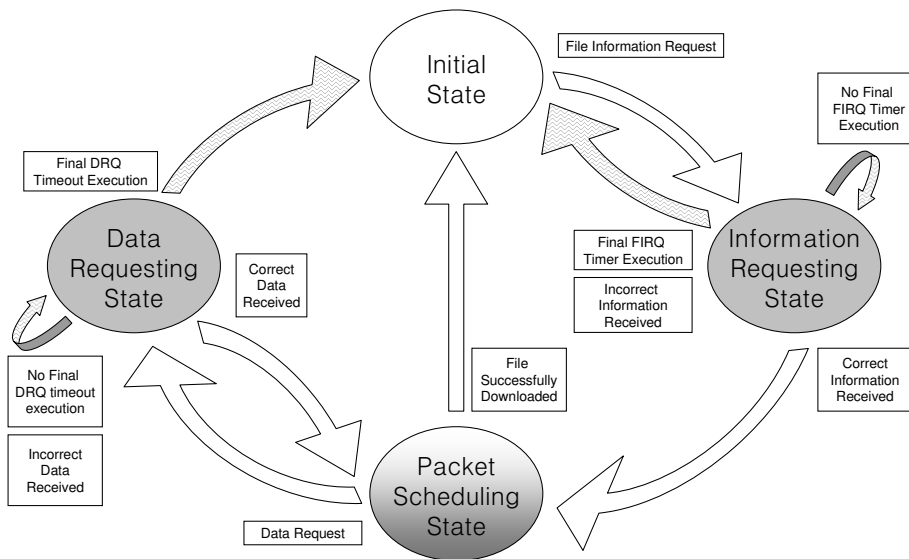 Initial
State
File Information Request
No Final
FIRQ Timer
Execution
Final DRQ
Timeout Execution
Data
Requesting
State
Correct
Data
Received
Final FIRQ
Timer Execution
Incorrect
Information
Received
Information
Requesting
State
No Final
DRQ timeout
execution
Incorrect
Data
Received
File
Successfully
Downloaded
Correct
Information
Received
Packet
Scheduling
State
Data Request